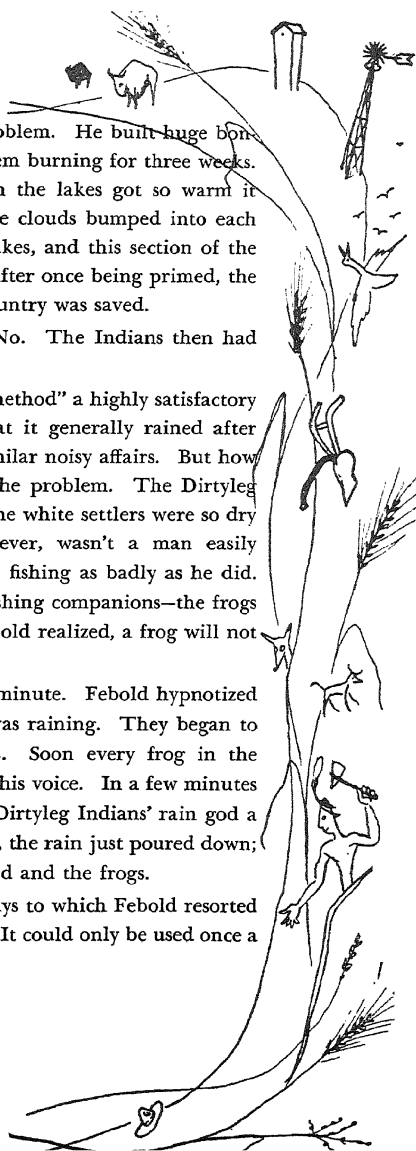 oblem. He built huge bon-
em burning for three weeks.
n the lakes got so warm it
e clouds bumped into each
kes, and this section of the
fter once being primed, the
untry was saved.
No. The Indians then had
nethod” a highly satisfactory
at it generally rained after
milar noisy affairs. But how
he problem. The Dirtyleg
ne white settlers were so dry
ever, wasn't a man easily
fishing as badly as he did.
shing companions—the frogs
old realized, a frog will not
minute. Febold hypnotized
vas raining. They began to
. Soon every frog in the
his voice. In a few minutes
Dirtyleg Indians' rain god a
, the rain just poured down;
d and the frogs.
ys to which Febold resorted
It could only be used once a